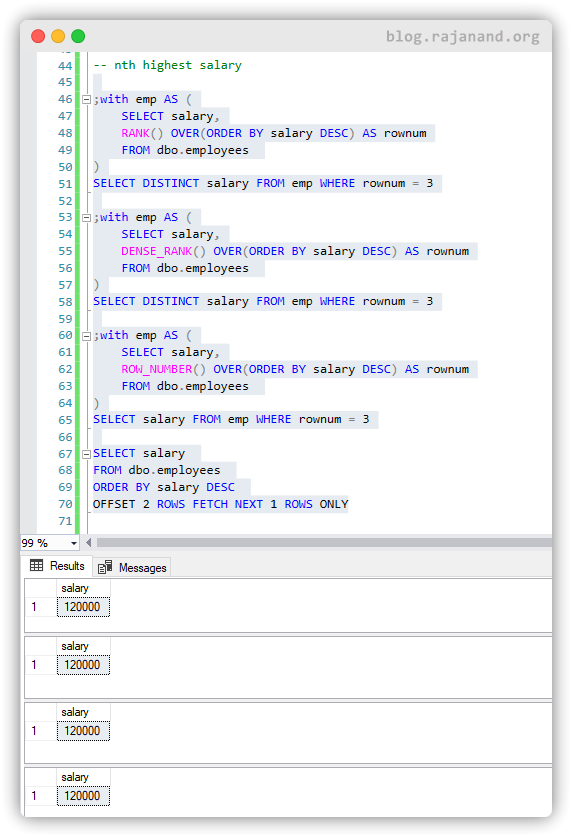 blog.rajanand.org
44 -- nth highest salary
45
46 ;with emp AS (
47 SELECT salary,
48 RANK() OVER(ORDER BY salary DESC) AS rownum
49 FROM dbo.employees
50 )
51 SELECT DISTINCT salary FROM emp WHERE rownum = 3
52
53 ;with emp AS (
54 SELECT salary,
55 DENSE_RANK() OVER(ORDER BY salary DESC) AS rownum
56 FROM dbo.employees
57 )
58 SELECT DISTINCT salary FROM emp WHERE rownum = 3
59
60 ;with emp AS (
61 SELECT salary,
62 ROW_NUMBER() OVER(ORDER BY salary DESC) AS rownum
63 FROM dbo.employees
64 )
65 SELECT salary FROM emp WHERE rownum = 3
66
67 SELECT salary
68 FROM dbo.employees
69 ORDER BY salary DESC
70 OFFSET 2 ROWS FETCH NEXT 1 ROWS ONLY
71
99 %
Results Messages
salary
1 120000
salary
1 120000
salary
1 120000
salary
1 120000